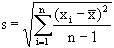 s = √( Σ_{i=1}^{n} (x_i − x̅)² / (n − 1) )